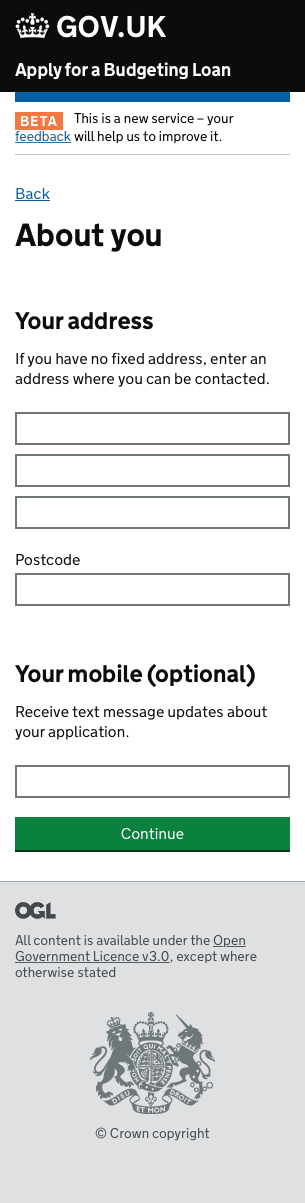 GOV.UK
Apply for a Budgeting Loan
BETA This is a new service – your
feedback will help us to improve it.
Back
About you
Your address
If you have no fixed address, enter an
address where you can be contacted.
Postcode
Your mobile (optional)
Receive text message updates about
your application.
Continue
OGL
All content is available under the Open
Government Licence v3.0, except where
otherwise stated
DIEU ET MON
© Crown copyright